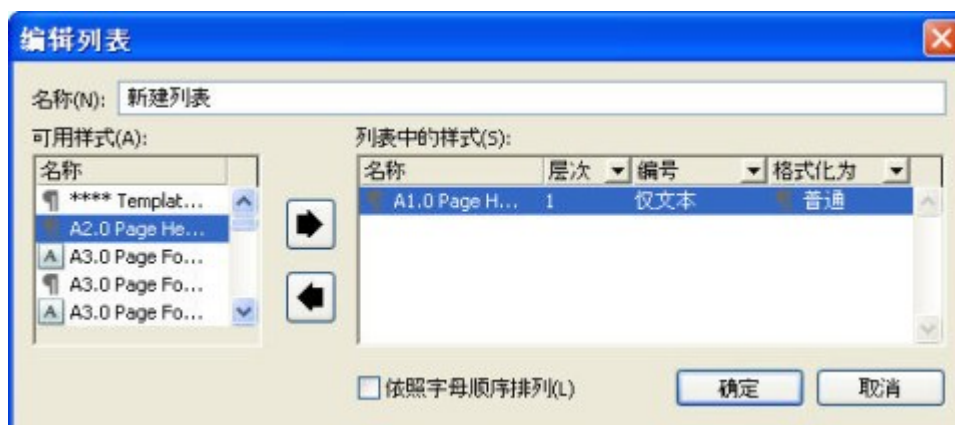 编辑列表
名称(N): 新建列表
可用样式(A):
列表中的样式(S):
名称
名称 层次 编号 格式化为
¶ **** Templat...
¶ A2.0 Page He...
A A3.0 Page Fo...
¶ A3.0 Page Fo...
A A3.0 Page Fo...
¶ A1.0 Page H... 1 仅文本 ¶ 普通
依照字母顺序排列(L)
确定
取消